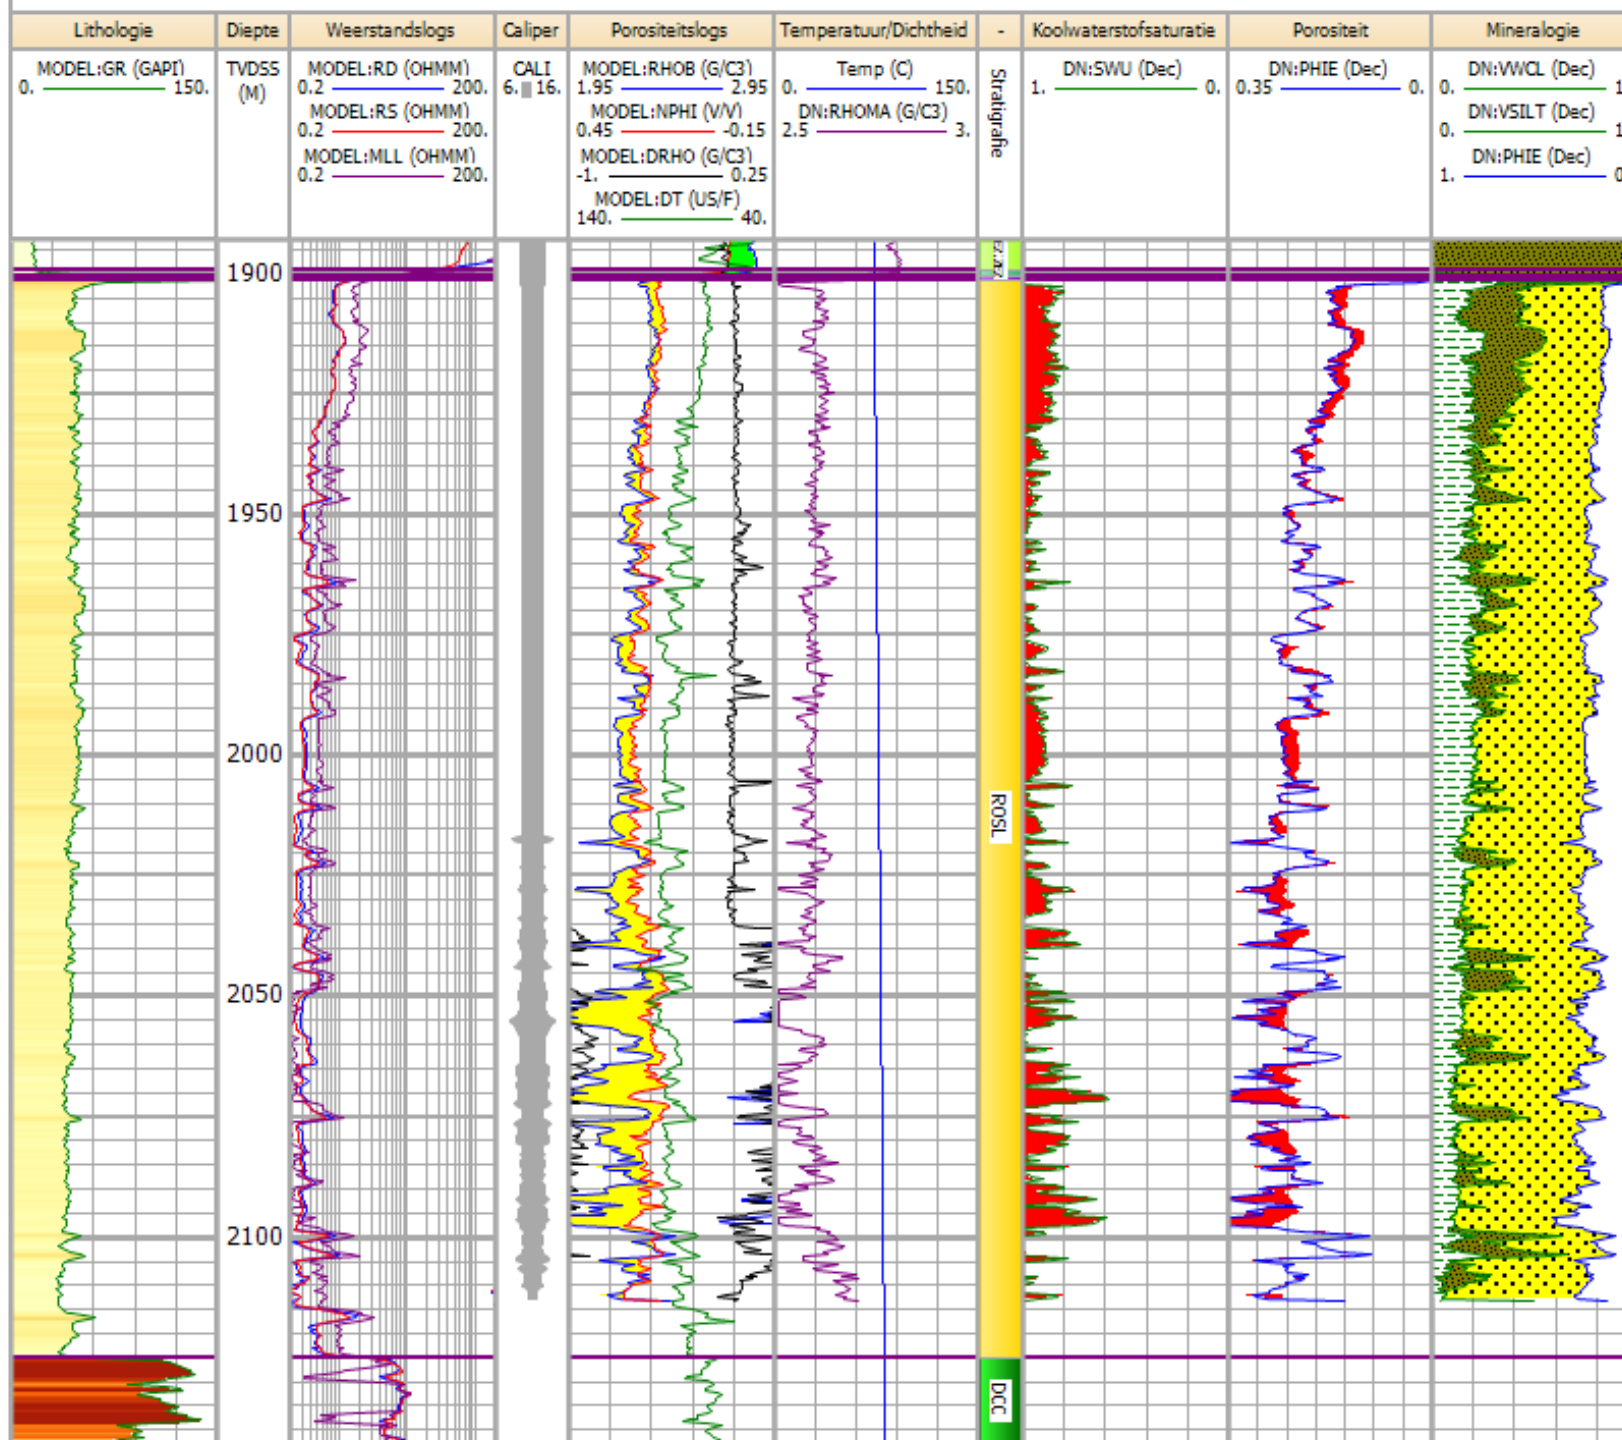 Lithologie
Diepte
Weerstandslogs
Caliper
Porositeitslogs
Temperatuur/Dichtheid
-
Koolwaterstofsaturatie
Porositeit
Mineralogie
MODEL:GR (GAPI)
0. 150.
TVDSS
(M)
MODEL:RD (OHMM)
0.2 200.
MODEL:RS (OHMM)
0.2 200.
MODEL:MLL (OHMM)
0.2 200.
CALI
6. 16.
MODEL:RHOB (G/C3)
1.95 2.95
MODEL:NPHI (V/V)
0.45 -0.15
MODEL:DRHO (G/C3)
-1. 0.25
MODEL:DT (US/F)
140. 40.
Temp (C)
0. 150.
DN:RHOMA (G/C3)
2.5 3.
Stratigrafie
DN:SWU (Dec)
1. 0.
DN:PHIE (Dec)
0.35 0.
DN:VWCL (Dec)
0. 1
DN:VSILT (Dec)
0. 1
DN:PHIE (Dec)
1. 0
1900
1950
2000
2050
2100
ROSL
DCC